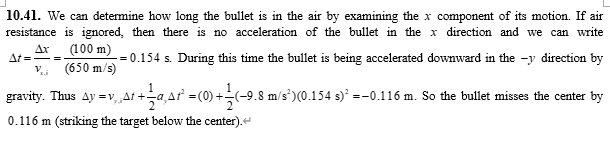 10.41. We can determine how long the bullet is in the air by examining the x component of its motion. If air
resistance is ignored, then there is no acceleration of the bullet in the x direction and we can write
Δt = Δx/v_{x,i} = (100 m)/(650 m/s) = 0.154 s. During this time the bullet is being accelerated downward in the −y direction by
gravity. Thus Δy = v_{y,i}Δt + 1/2 a_yΔt² = (0) + 1/2(−9.8 m/s²)(0.154 s)² = −0.116 m. So the bullet misses the center by
0.116 m (striking the target below the center).↵